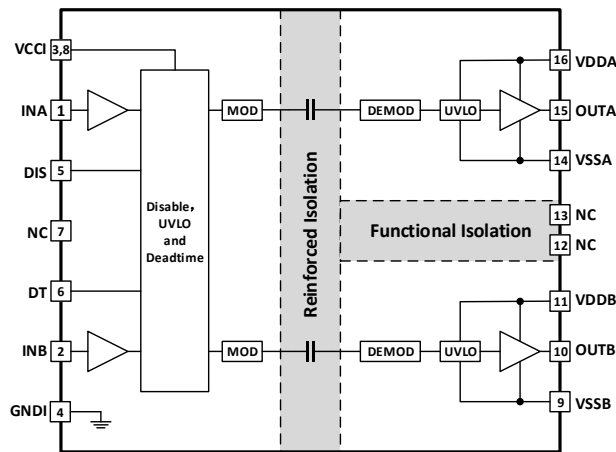 VCCI 3,8
INA 1
DIS 5
NC 7
DT 6
INB 2
GNDI 4
Disable,
UVLO
and
Deadtime
MOD
MOD
Reinforced Isolation
DEMOD
UVLO
Functional Isolation
DEMOD
UVLO
16 VDDA
15 OUTA
14 VSSA
13 NC
12 NC
11 VDDB
10 OUTB
9 VSSB